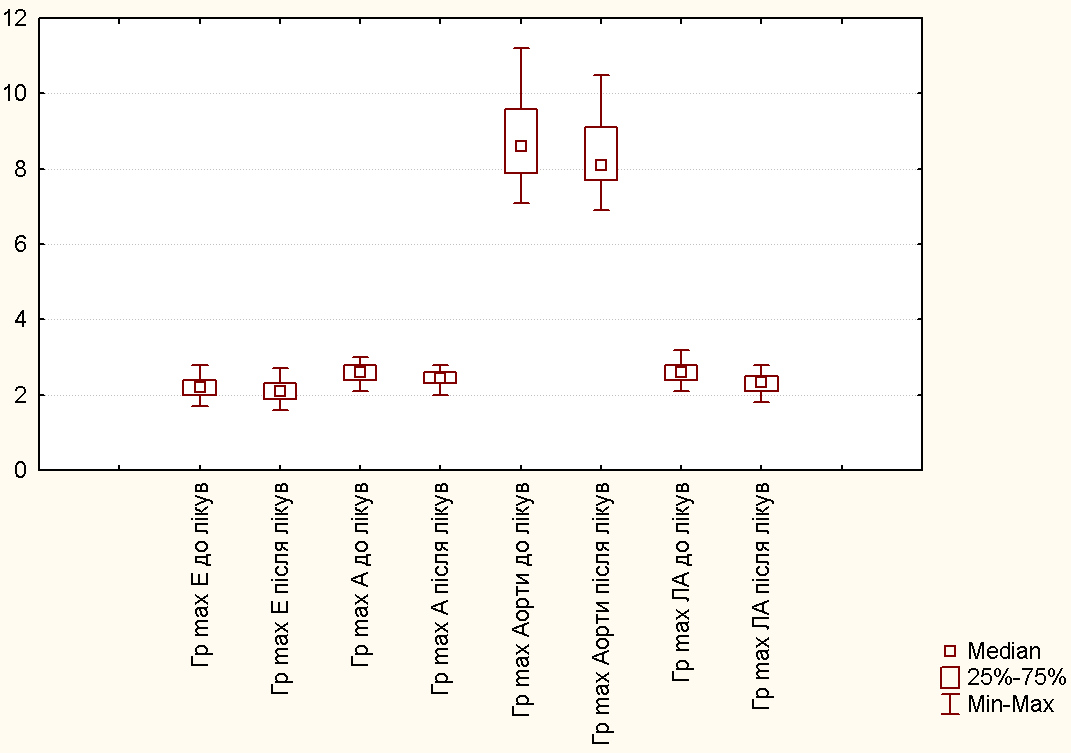 12
10
8
6
4
2
0
Гр max Е до лікув
Гр max Е після лікув
Гр max А до лікув
Гр max А після лікув
Гр max Аорти до лікув
Гр max Аорти після лікув
Гр max ЛА до лікув
Гр max ЛА після лікув
Median
25%-75%
Min-Max